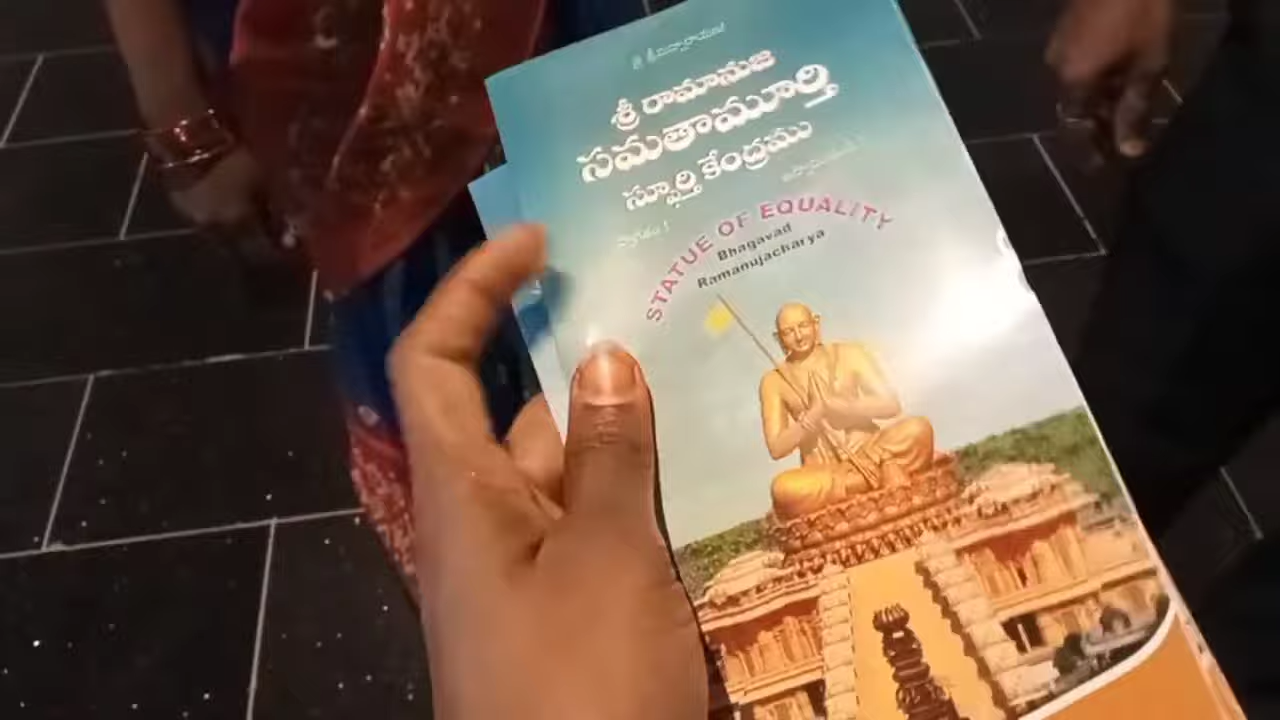 శ్రీ రామానుజ
సమతామూర్తి
స్ఫూర్తి కేంద్రము
STATUE OF EQUALITY
Bhagavad
Ramanujacharya